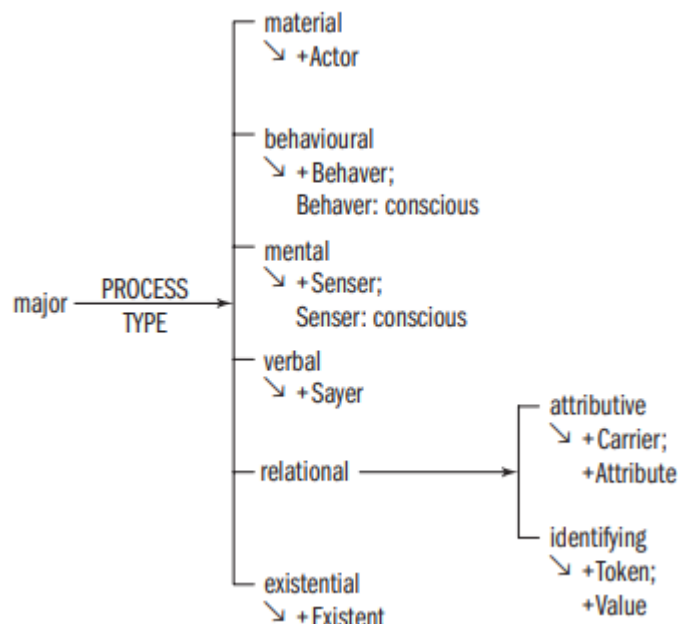 material
↘ +Actor
behavioural
↘ +Behaver;
Behaver: conscious
mental
↘ +Senser;
Senser: conscious
major
PROCESS
TYPE
verbal
↘ +Sayer
relational
attributive
↘ +Carrier;
+Attribute
identifying
↘ +Token;
+Value
existential
↘ +Existent